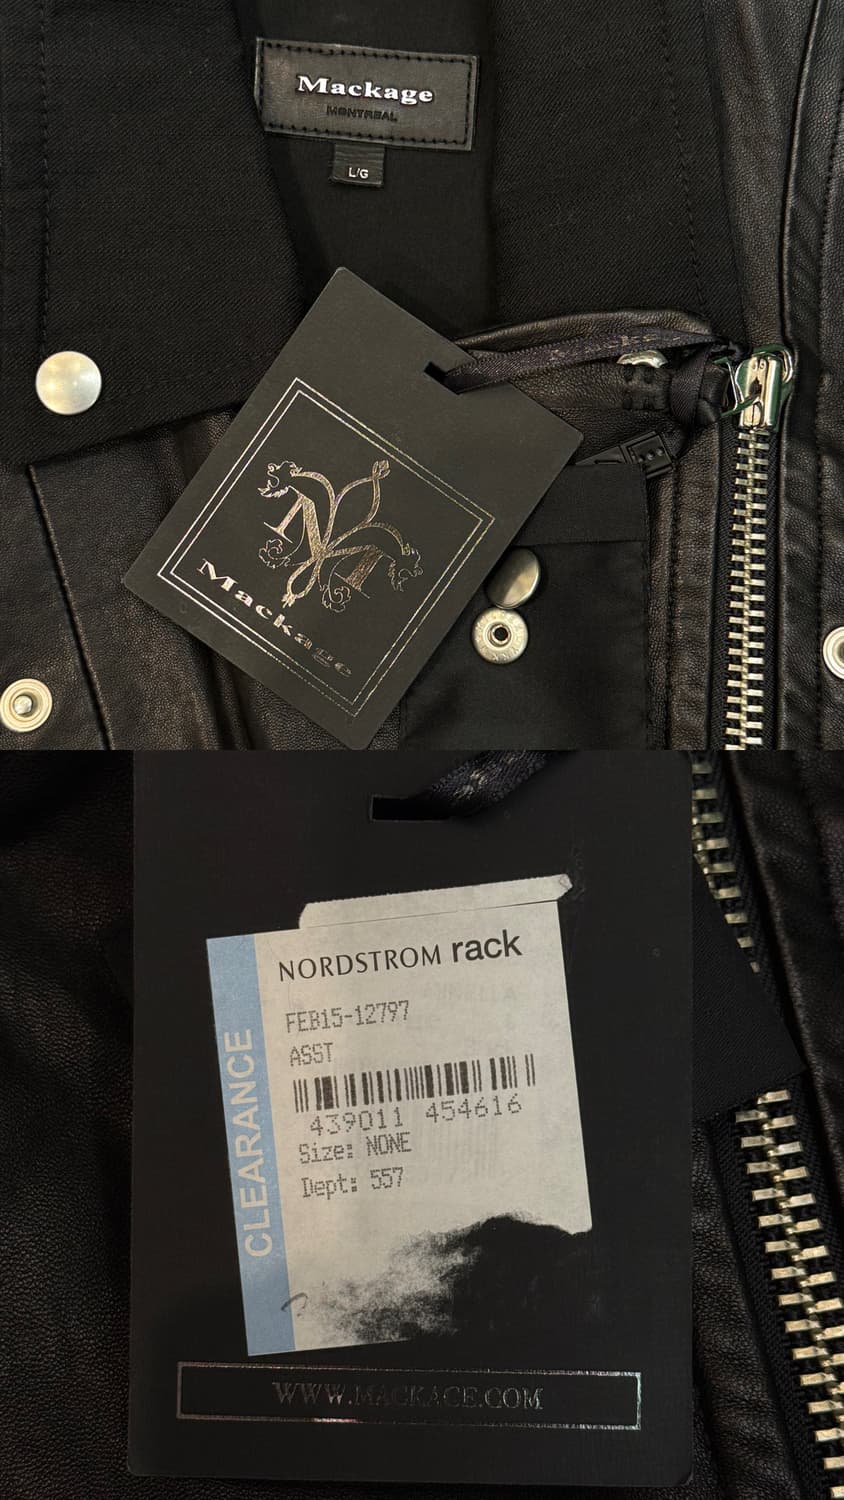 Mackage
MONTREAL
L/G
Mackage
NORDSTROM rack
FEB15-12797
ASST
439011 454616
Size: NONE
Dept: 557
CLEARANCE
WWW.MACKAGE.COM